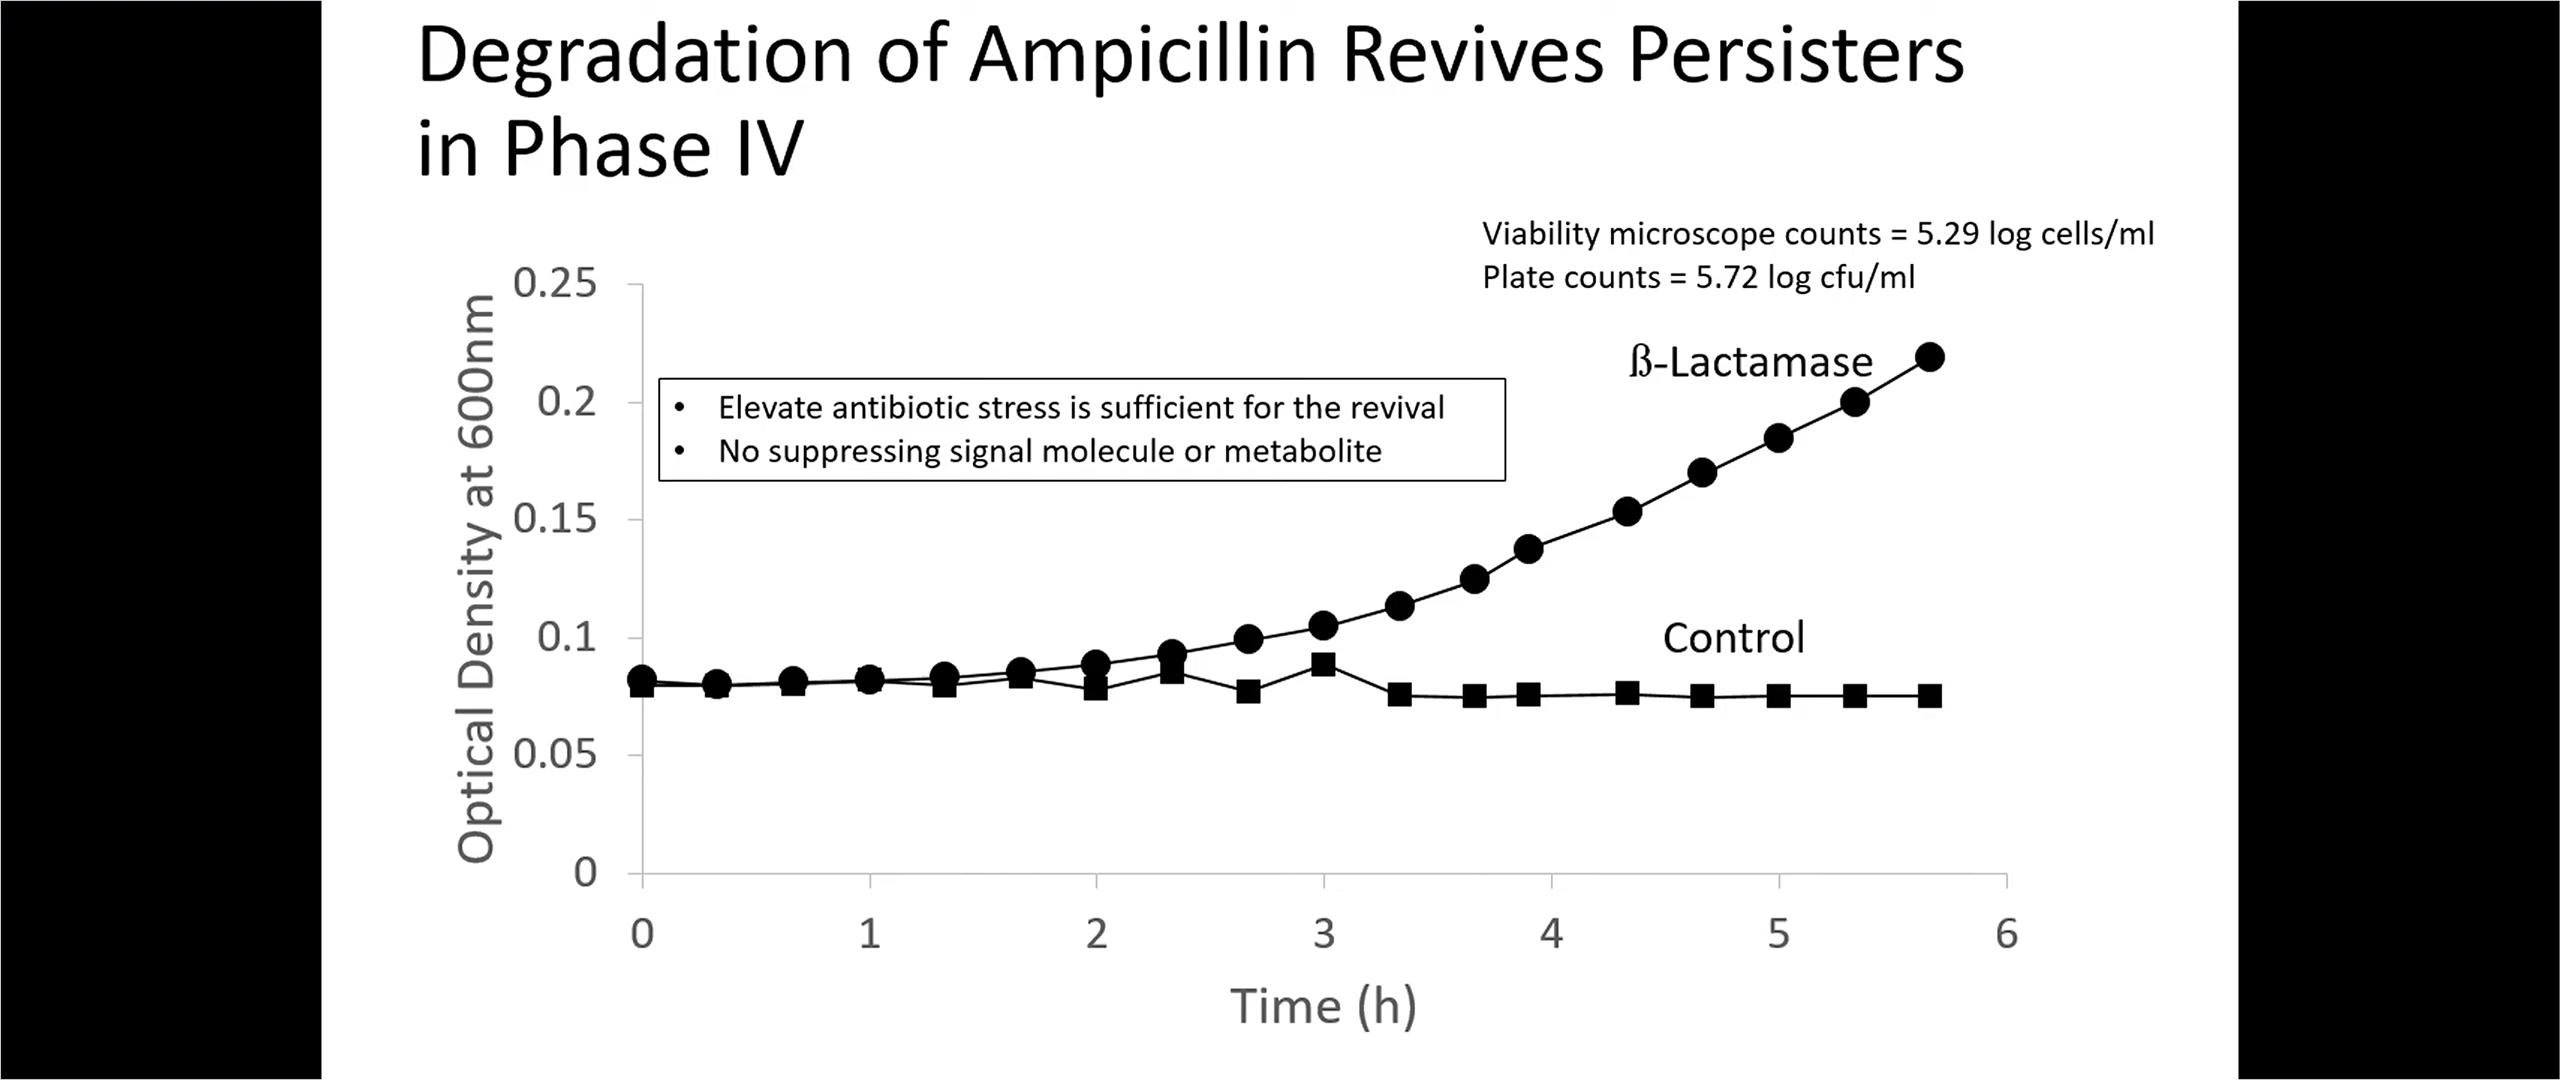 Degradation of Ampicillin Revives Persisters
in Phase IV
Viability microscope counts = 5.29 log cells/ml
Plate counts = 5.72 log cfu/ml
0.25
0.2
0.15
0.1
0.05
0
Optical Density at 600nm
• Elevate antibiotic stress is sufficient for the revival
• No suppressing signal molecule or metabolite
ß-Lactamase
Control
0 1 2 3 4 5 6
Time (h)